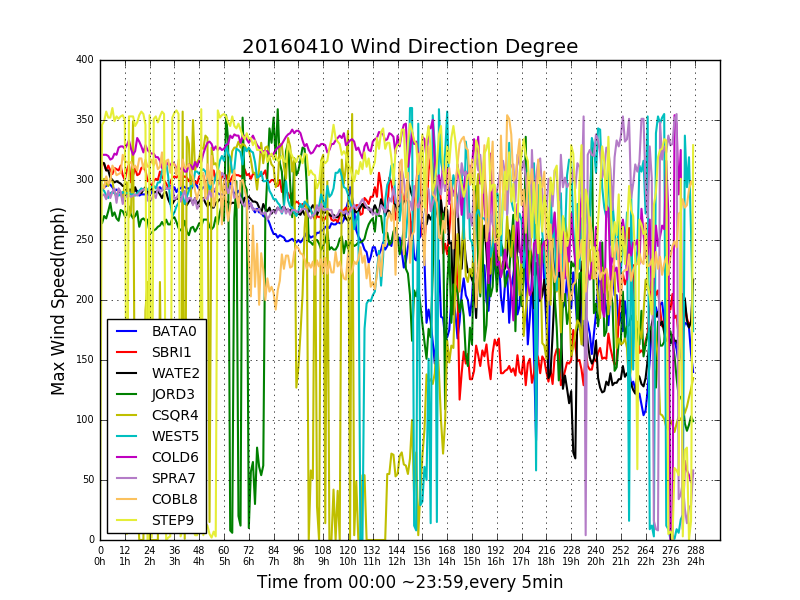 20160410 Wind Direction Degree
Max Wind Speed(mph)
400
350
300
250
200
150
100
50
0
BATA0
SBRI1
WATE2
JORD3
CSQR4
WEST5
COLD6
SPRA7
COBL8
STEP9
0 12 24 36 48 60 72 84 96 108 120 132 144 156 168 180 192 204 216 228 240 252 264 276 288
0h 1h 2h 3h 4h 5h 6h 7h 8h 9h 10h 11h 12h 13h 14h 15h 16h 17h 18h 19h 20h 21h 22h 23h 24h
Time from 00:00 ~23:59,every 5min